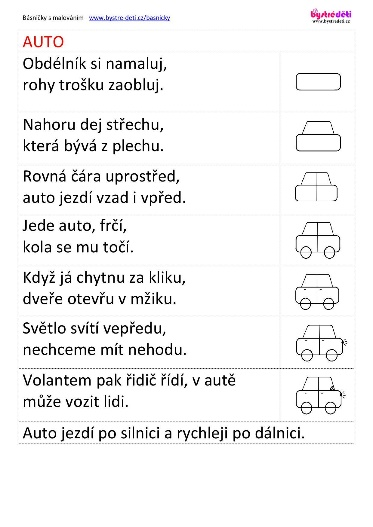 Básničky s malováním www.bystre-deti.cz/basnicky
bystréděti
www.bystredeti.cz
AUTO
Obdélník si namaluj,
rohy trošku zaobluj.
Nahoru dej střechu,
která bývá z plechu.
Rovná čára uprostřed,
auto jezdí vzad i vpřed.
Jede auto, frčí,
kola se mu točí.
Když já chytnu za kliku,
dveře otevřu v mžiku.
Světlo svítí vepředu,
nechceme mít nehodu.
Volantem pak řidič řídí, v autě
může vozit lidi.
Auto jezdí po silnici a rychleji po dálnici.